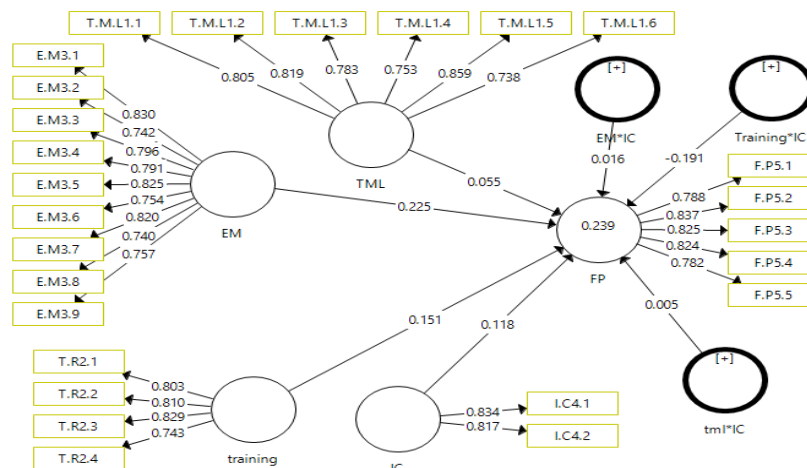 T.M.L1.1
T.M.L1.2
T.M.L1.3
T.M.L1.4
T.M.L1.5
T.M.L1.6
0.805
0.819
0.783
0.753
0.859
0.738
TML
E.M3.1
E.M3.2
E.M3.3
E.M3.4
E.M3.5
E.M3.6
E.M3.7
E.M3.8
E.M3.9
0.830
0.742
0.796
0.791
0.825
0.754
0.820
0.740
0.757
EM
[+]
EM*IC
[+]
Training*IC
0.016
-0.191
0.055
0.225
0.239
FP
0.788
0.837
0.825
0.824
0.782
F.P5.1
F.P5.2
F.P5.3
F.P5.4
F.P5.5
0.151
0.118
0.005
[+]
tml*IC
T.R2.1
T.R2.2
T.R2.3
T.R2.4
0.803
0.810
0.829
0.743
training
0.834
0.817
I.C4.1
I.C4.2
IC